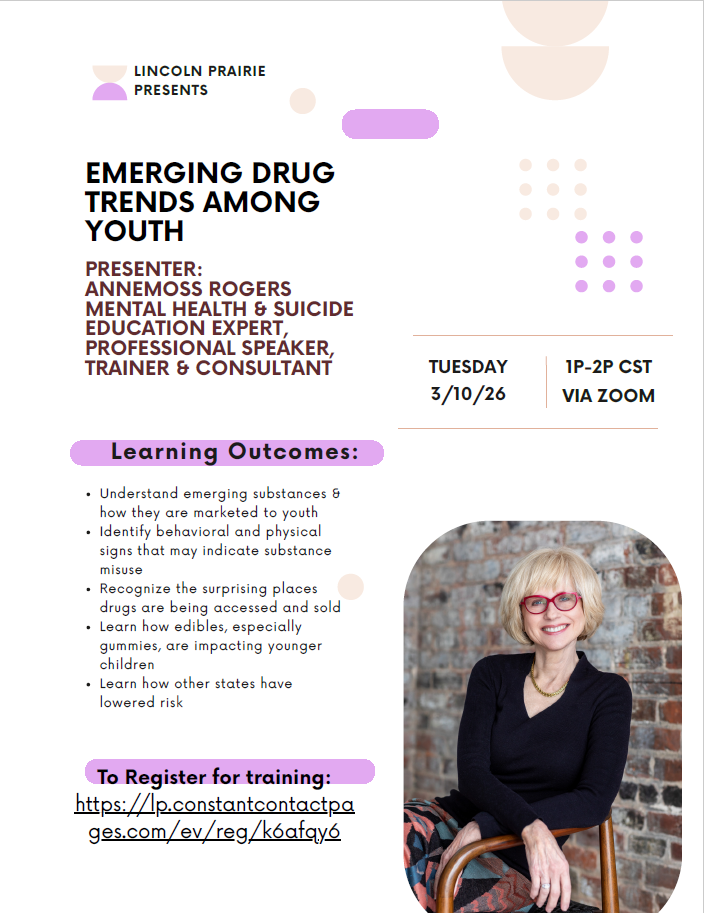 LINCOLN PRAIRIE
PRESENTS
EMERGING DRUG
TRENDS AMONG
YOUTH
PRESENTER:
ANNEMOSS ROGERS
MENTAL HEALTH & SUICIDE
EDUCATION EXPERT,
PROFESSIONAL SPEAKER,
TRAINER & CONSULTANT
TUESDAY
3/10/26
1P-2P CST
VIA ZOOM
Learning Outcomes:
• Understand emerging substances &
how they are marketed to youth
• Identify behavioral and physical
signs that may indicate substance
misuse
• Recognize the surprising places
drugs are being accessed and sold
• Learn how edibles, especially
gummies, are impacting younger
children
• Learn how other states have
lowered risk
To Register for training:
https://lp.constantcontactpa
ges.com/ev/reg/k6afqy6